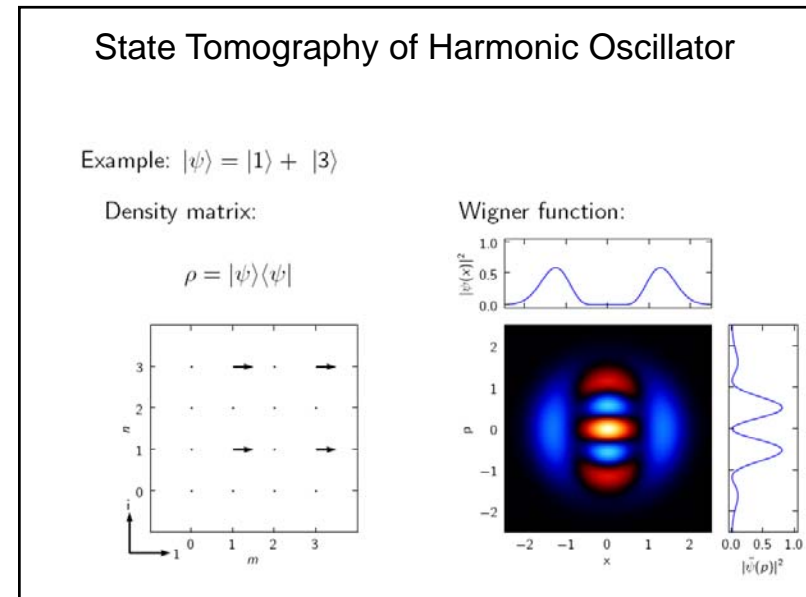 State Tomography of Harmonic Oscillator
Example: |ψ⟩ = |1⟩ + |3⟩
Density matrix:
ρ = |ψ⟩⟨ψ|
3
2
1
0
n
i
1
0 1 2 3
m
Wigner function:
1.0
0.5
0.0
|ψ(x)|²
2
1
0
−1
−2
p
−2 −1 0 1 2
x
0.0 0.5 1.0
|ψ̃(p)|²